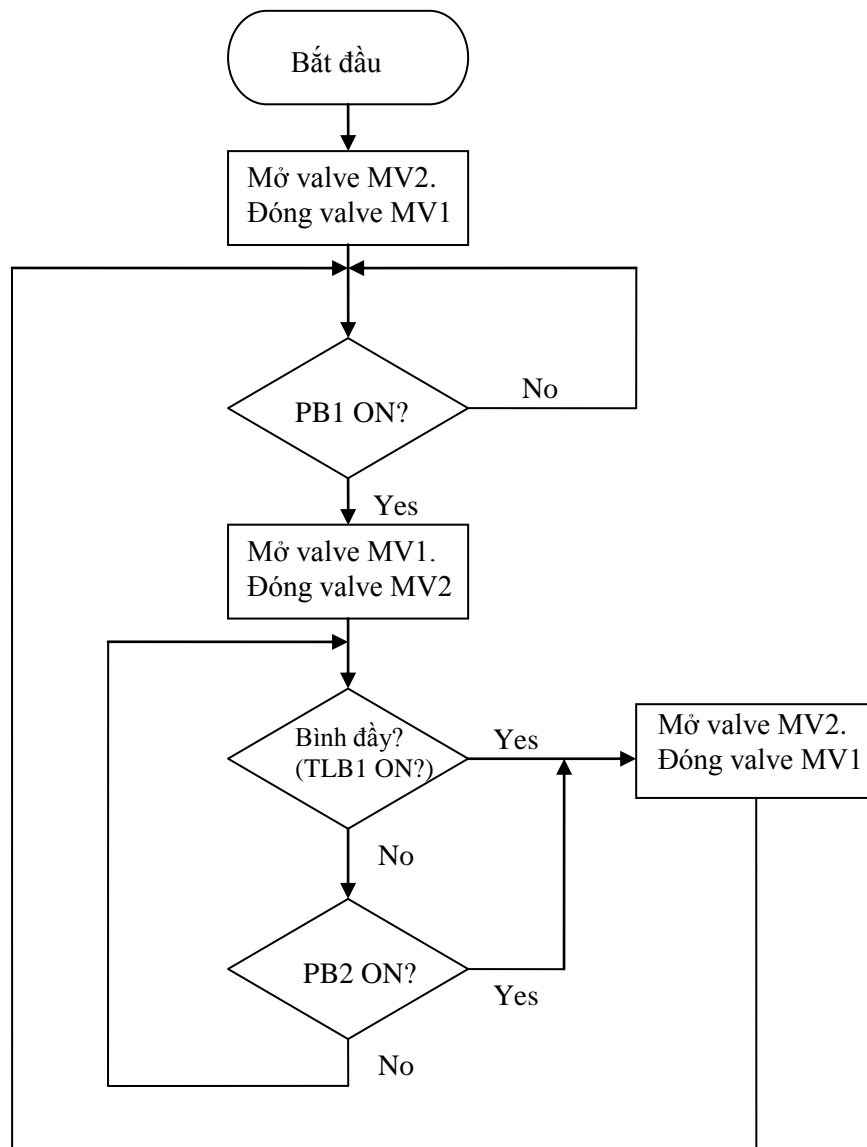 Bắt đầu
Mở valve MV2.
Đóng valve MV1
PB1 ON?
No
Yes
Mở valve MV1.
Đóng valve MV2
Bình đầy?
(TLB1 ON?)
Yes
Mở valve MV2.
Đóng valve MV1
No
PB2 ON?
Yes
No